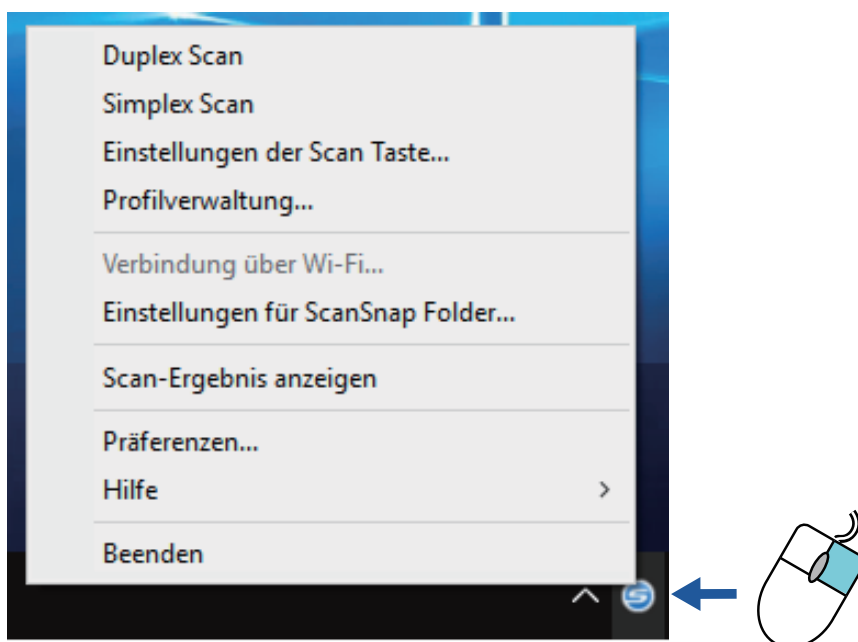 Duplex Scan
Simplex Scan
Einstellungen der Scan Taste...
Profilverwaltung...
Verbindung über Wi-Fi...
Einstellungen für ScanSnap Folder...
Scan-Ergebnis anzeigen
Präferenzen...
Hilfe
Beenden